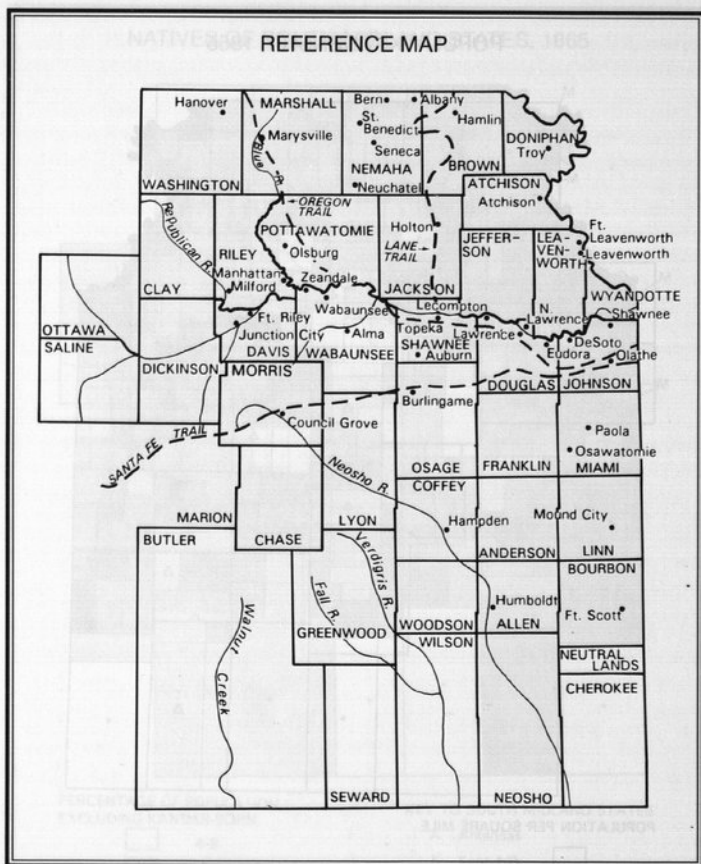 REFERENCE MAP
Hanover
MARSHALL
Bern
Albany
Hamlin
St.
Benedict
Marysville
Seneca
DONIPHAN
Troy
Blue R.
NEMAHA
BROWN
WASHINGTON
Neuchatel
ATCHISON
Atchison
OREGON
TRAIL
Republican R.
POTTAWATOMIE
Holton
Ft.
Leavenworth
Leavenworth
RILEY
Olsburg
LANE
TRAIL
JEFFER-
SON
LEA-
VEN-
WORTH
Manhattan
Zeandale
CLAY
Milford
JACKSON
WYANDOTTE
Wabaunsee
Lecompton
N.
Lawrence
Shawnee
OTTAWA
Ft. Riley
Topeka
Lawrence
DeSoto
SALINE
Junction City
Alma
SHAWNEE
Eudora
Olathe
DAVIS
WABAUNSEE
Auburn
DICKINSON
MORRIS
DOUGLAS
JOHNSON
Burlingame
Council Grove
SANTA FE TRAIL
Paola
Neosho R.
Osawatomie
OSAGE
FRANKLIN
MIAMI
COFFEY
MARION
LYON
Hampden
Mound City
BUTLER
CHASE
ANDERSON
LINN
Verdigris R.
BOURBON
Fall R.
Humboldt
Ft. Scott
Walnut
Creek
GREENWOOD
WOODSON
ALLEN
WILSON
NEUTRAL
LANDS
CHEROKEE
SEWARD
NEOSHO